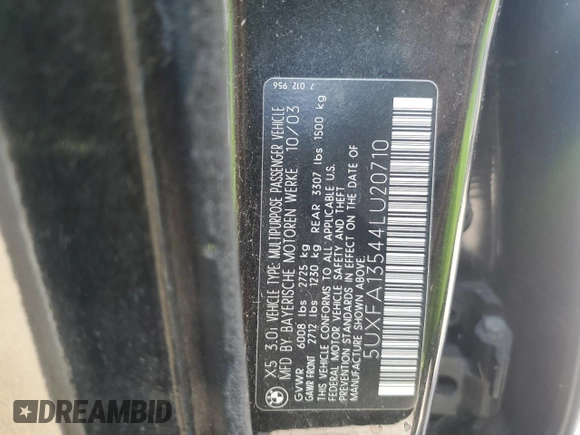 7 012 956
X5 3.0i VEHICLE TYPE MULTIPURPOSE PASSENGER VEHICLE
MFD BY BAYERISCHE MOTOREN WERKE 10/03
GVWR 6008 lbs 2725 kg
GAWR FRONT 2712 lbs 1230 kg REAR 3307 lbs 1500 kg
THIS VEHICLE CONFORMS TO ALL APPLICABLE U.S.
FEDERAL MOTOR VEHICLE SAFETY AND THEFT
PREVENTION STANDARDS IN EFFECT ON THE DATE OF MANUFACTURE
SHOWN ABOVE.
5UXFA13544LU20710
DREAMBID